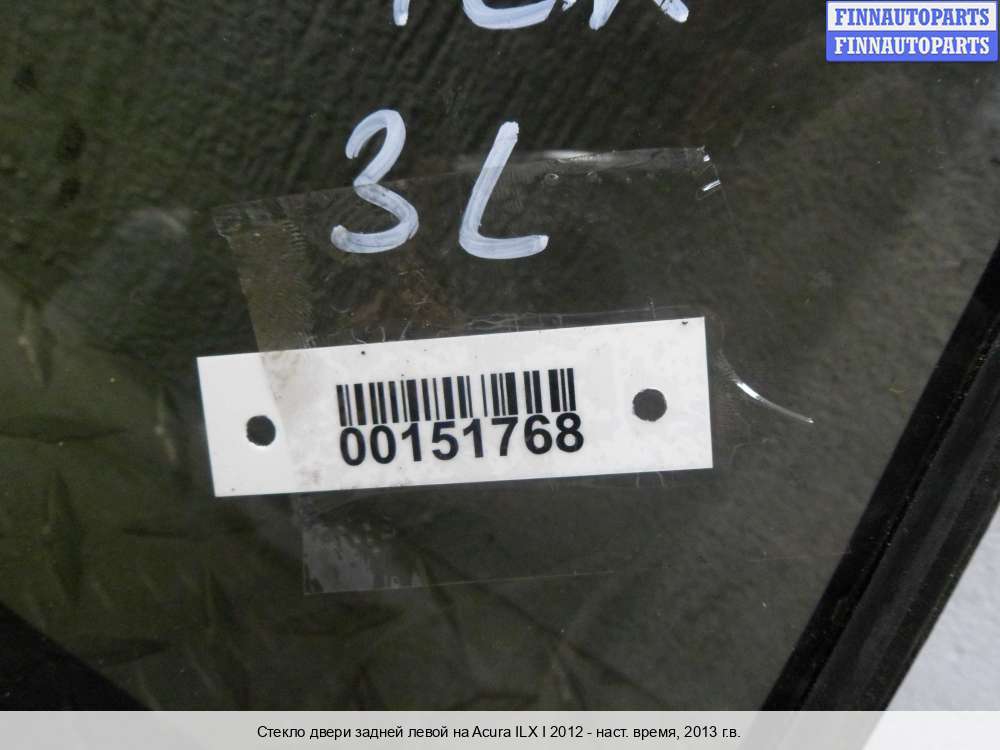 FINNAUTOPARTS
FINNAUTOPARTS
3L
00151768
Стекло двери задней левой на Acura ILX I 2012 - наст. время, 2013 г.в.